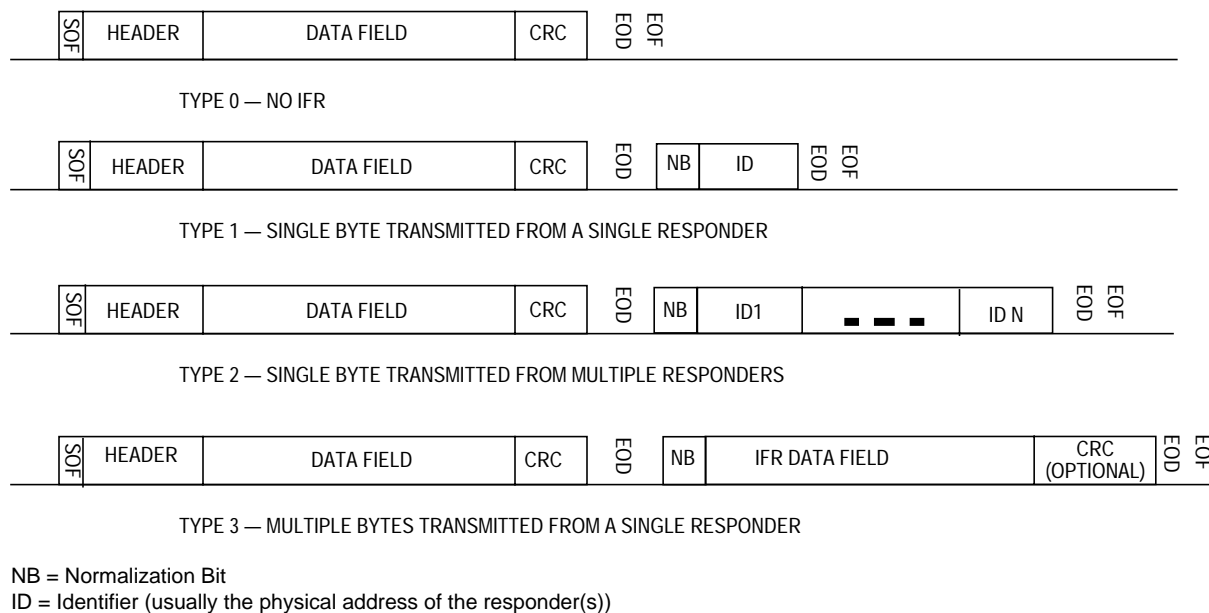 SOF HEADER DATA FIELD CRC EOD EOF
TYPE 0 — NO IFR
SOF HEADER DATA FIELD CRC EOD NB ID EOD EOF
TYPE 1 — SINGLE BYTE TRANSMITTED FROM A SINGLE RESPONDER
SOF HEADER DATA FIELD CRC EOD NB ID1 ID N EOD EOF
TYPE 2 — SINGLE BYTE TRANSMITTED FROM MULTIPLE RESPONDERS
SOF HEADER DATA FIELD CRC EOD NB IFR DATA FIELD CRC (OPTIONAL) EOD EOF
TYPE 3 — MULTIPLE BYTES TRANSMITTED FROM A SINGLE RESPONDER
NB = Normalization Bit
ID = Identifier (usually the physical address of the responder(s))